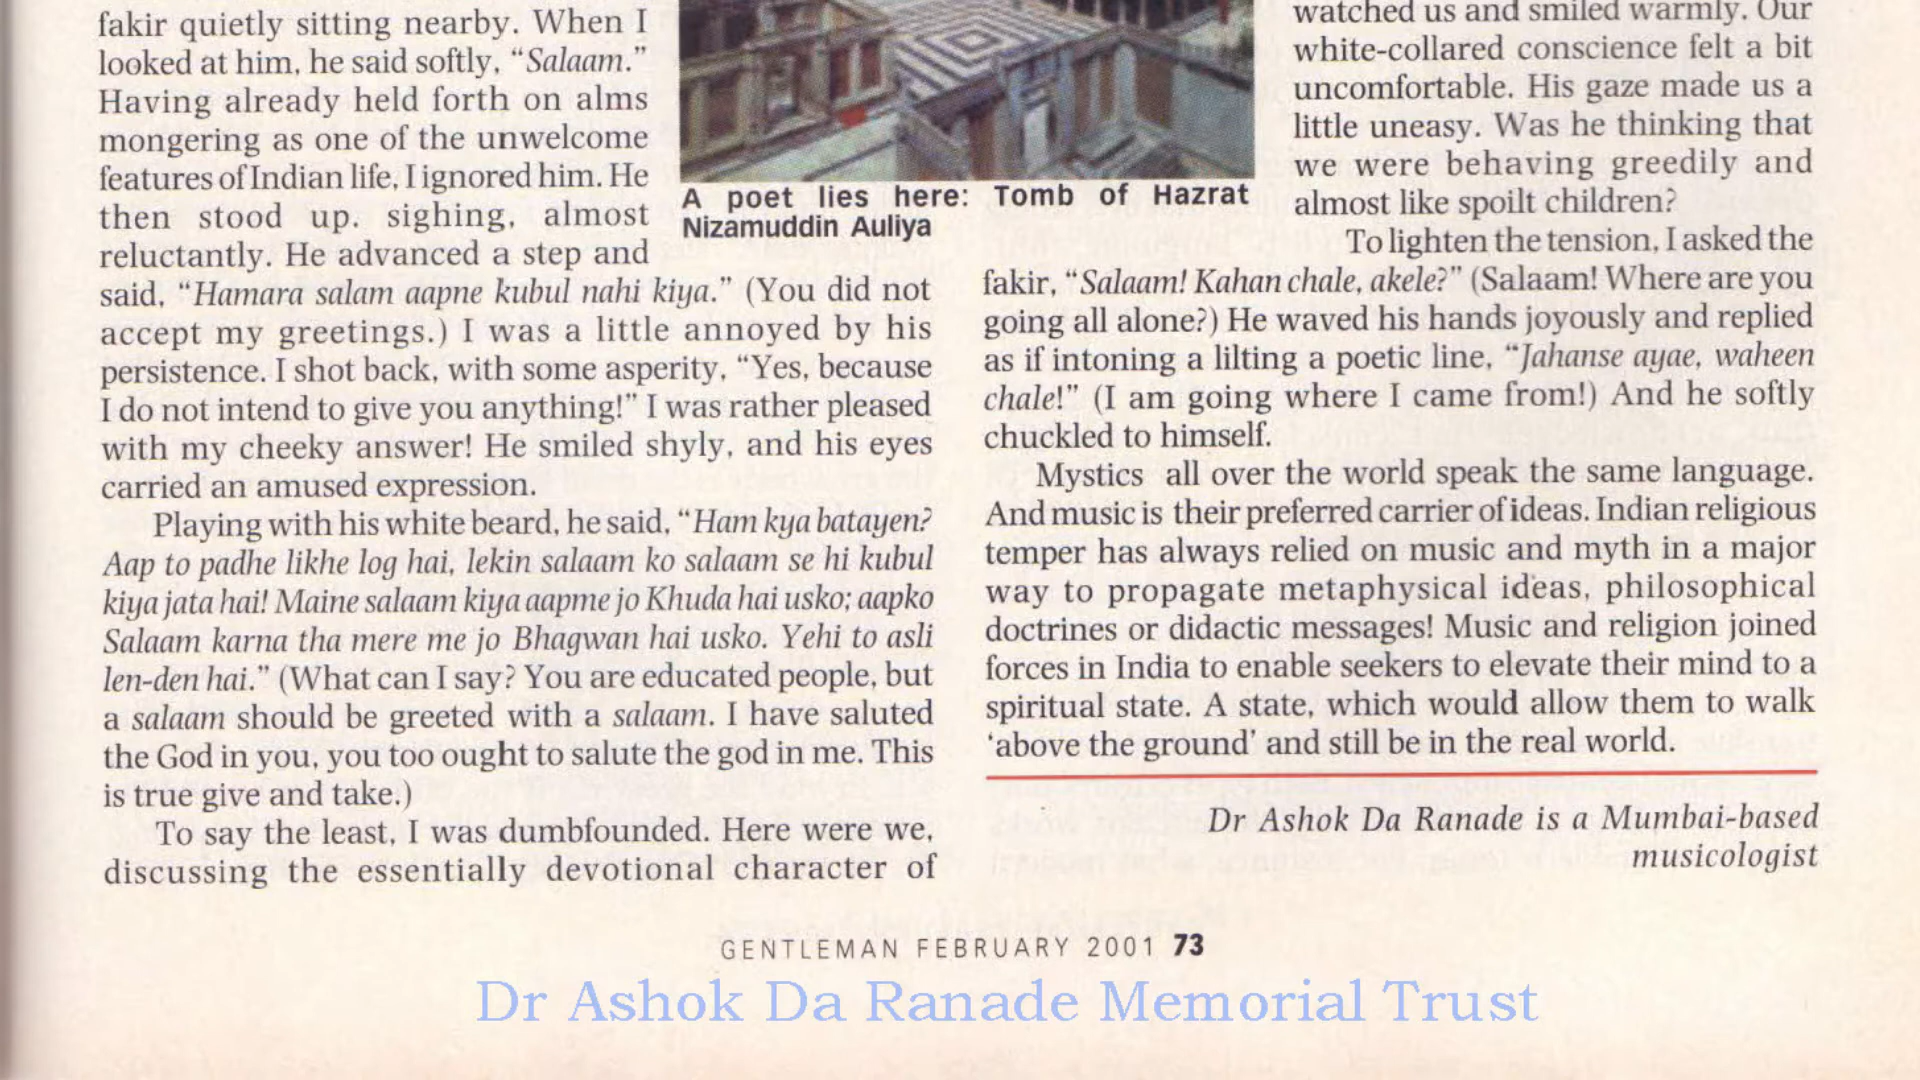 fakir quietly sitting nearby. When I
looked at him, he said softly, “Salaam.”
Having already held forth on alms
mongering as one of the unwelcome
features of Indian life, I ignored him. He
then stood up, sighing, almost
reluctantly. He advanced a step and
said, “Hamara salam aapne kubul nahi kiya.” (You did not
accept my greetings.) I was a little annoyed by his
persistence. I shot back, with some asperity, “Yes, because
I do not intend to give you anything!” I was rather pleased
with my cheeky answer! He smiled shyly, and his eyes
carried an amused expression.
Playing with his white beard, he said, “Ham kya batayen?
Aap to padhe likhe log hai, lekin salaam ko salaam se hi kubul
kiya jata hai! Maine salaam kiya aapme jo Khuda hai usko; aapko
Salaam karna tha mere me jo Bhagwan hai usko. Yehi to asli
len-den hai.” (What can I say? You are educated people, but
a salaam should be greeted with a salaam. I have saluted
the God in you, you too ought to salute the god in me. This
is true give and take.)
To say the least, I was dumbfounded. Here were we,
discussing the essentially devotional character of
A poet lies here: Tomb of Hazrat
Nizamuddin Auliya
watched us and smiled warmly. Our
white-collared conscience felt a bit
uncomfortable. His gaze made us a
little uneasy. Was he thinking that
we were behaving greedily and
almost like spoilt children?
To lighten the tension, I asked the
fakir, “Salaam! Kahan chale, akele?” (Salaam! Where are you
going all alone?) He waved his hands joyously and replied
as if intoning a lilting a poetic line, “Jahanse ayae, waheen
chale!” (I am going where I came from!) And he softly
chuckled to himself.
Mystics all over the world speak the same language.
And music is their preferred carrier of ideas. Indian religious
temper has always relied on music and myth in a major
way to propagate metaphysical ideas, philosophical
doctrines or didactic messages! Music and religion joined
forces in India to enable seekers to elevate their mind to a
spiritual state. A state, which would allow them to walk
‘above the ground’ and still be in the real world.
Dr Ashok Da Ranade is a Mumbai-based
musicologist
GENTLEMAN FEBRUARY 2001 73
Dr Ashok Da Ranade Memorial Trust